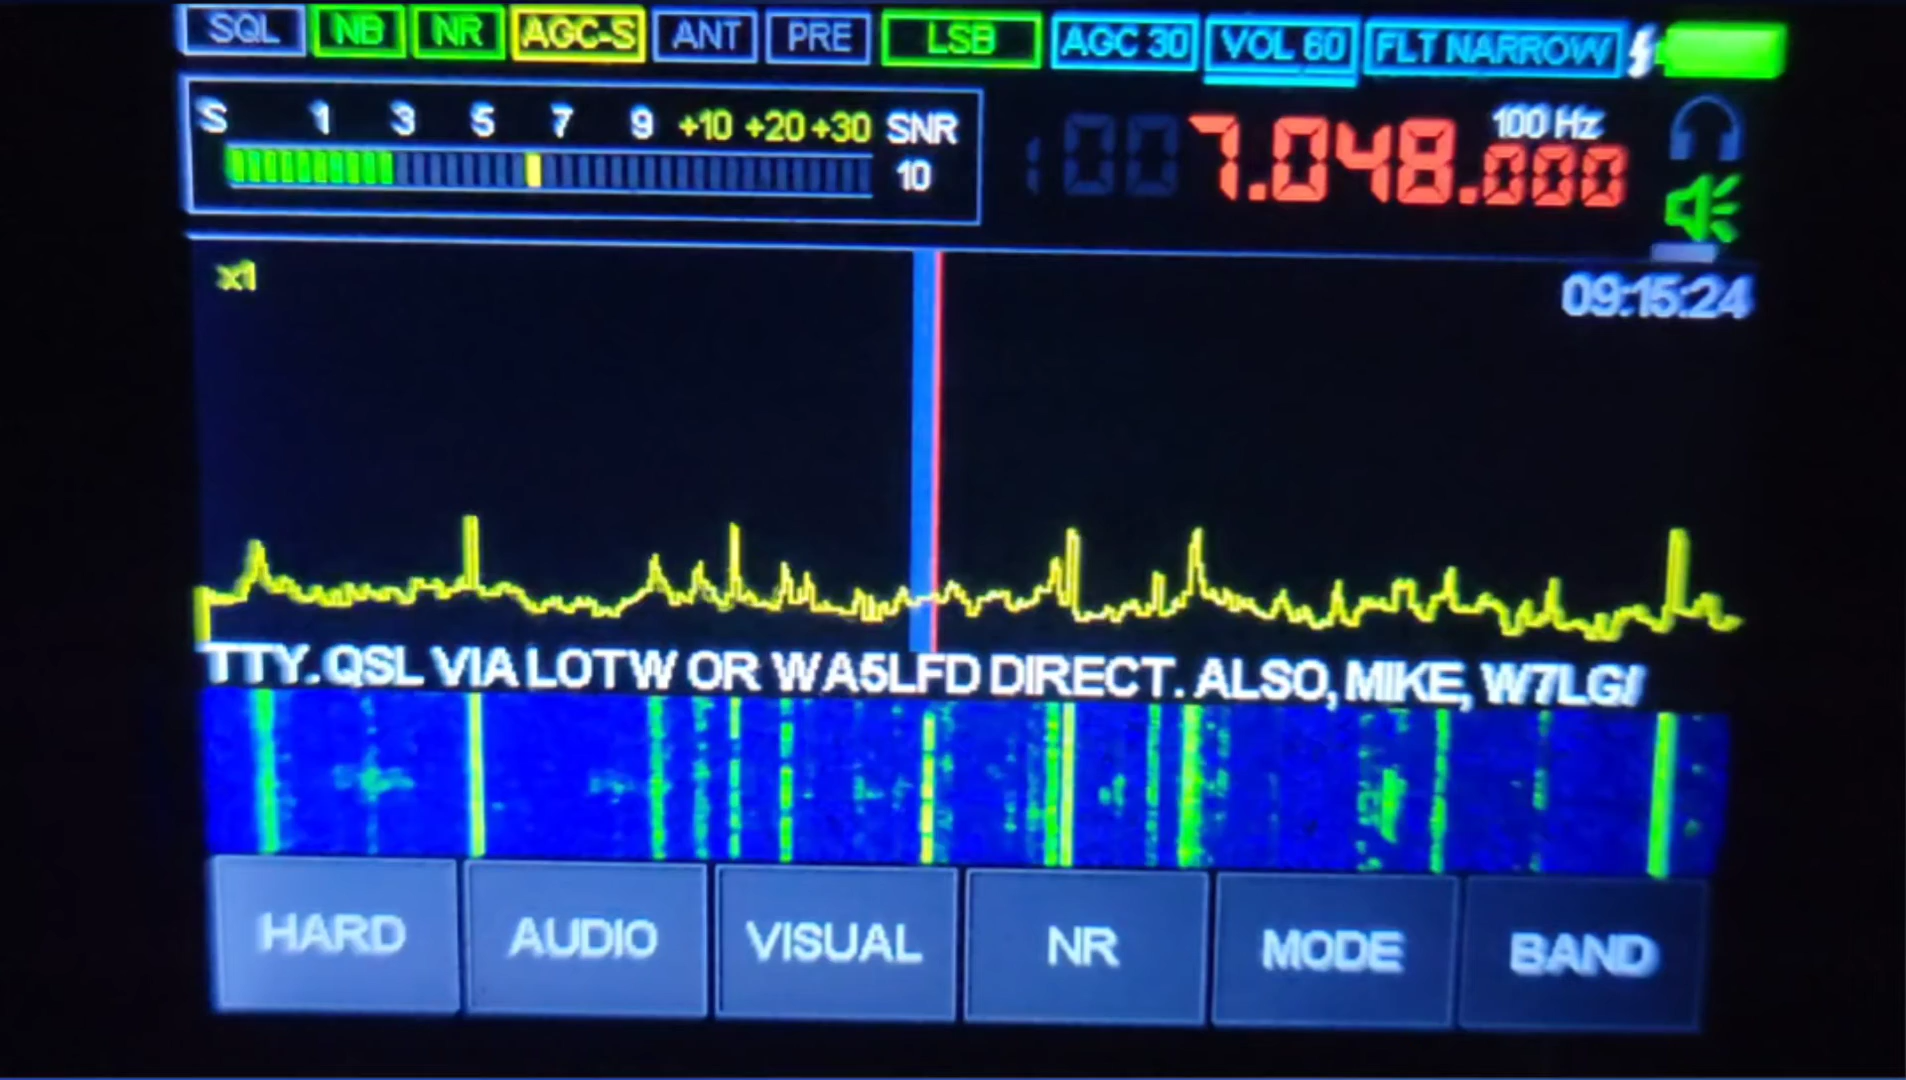 SQL NB NR AGC-S ANT PRE LSB AGC 30 VOL 60 FLT NARROW
S 1 3 5 7 9 +10 +20 +30 SNR
10
100 Hz
7.048.000
x1
09:15:24
TTY. QSL VIA LOTW OR WA5LFD DIRECT. ALSO, MIKE, W7LG/
HARD AUDIO VISUAL NR MODE BAND